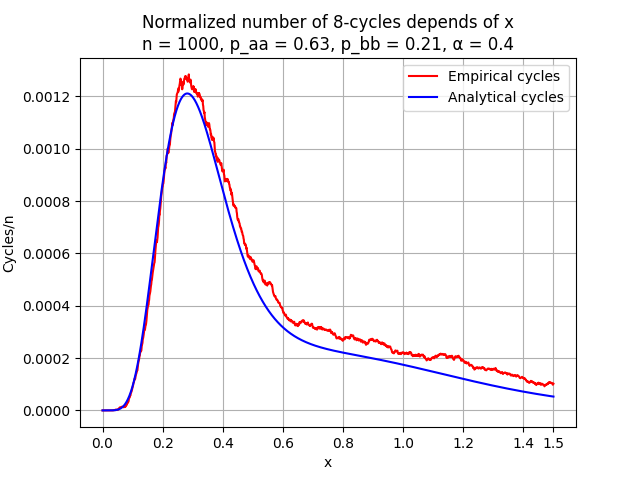 Normalized number of 8-cycles depends of x
n = 1000, p_aa = 0.63, p_bb = 0.21, α = 0.4
Empirical cycles
Analytical cycles
Cycles/n
0.0012
0.0010
0.0008
0.0006
0.0004
0.0002
0.0000
0.0 0.2 0.4 0.6 0.8 1.0 1.2 1.4 1.5
x